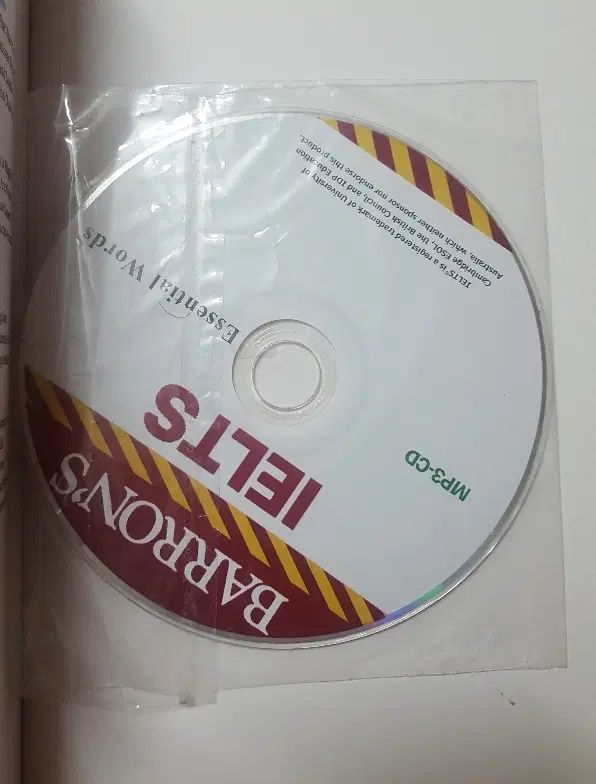 BARRON'S
IELTS
Essential Words
MP3-CD
IELTS® is a registered trademark of University of
Cambridge ESOL, the British Council, and IDP Education
Australia, which neither sponsor nor endorse this product.